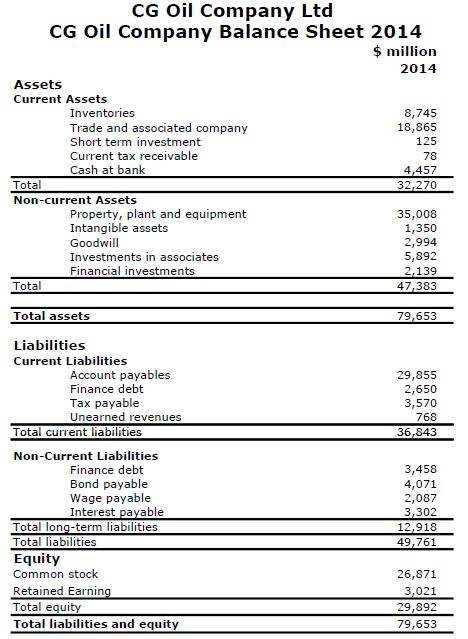 CG Oil Company Ltd
CG Oil Company Balance Sheet 2014
$ million
2014
Assets
Current Assets
Inventories 8,745
Trade and associated company 18,865
Short term investment 125
Current tax receivable 78
Cash at bank 4,457
Total 32,270
Non-current Assets
Property, plant and equipment 35,008
Intangible assets 1,350
Goodwill 2,994
Investments in associates 5,892
Financial investments 2,139
Total 47,383
Total assets 79,653
Liabilities
Current Liabilities
Account payables 29,855
Finance debt 2,650
Tax payable 3,570
Unearned revenues 768
Total current liabilities 36,843
Non-Current Liabilities
Finance debt 3,458
Bond payable 4,071
Wage payable 2,087
Interest payable 3,302
Total long-term liabilities 12,918
Total liabilities 49,761
Equity
Common stock 26,871
Retained Earning 3,021
Total equity 29,892
Total liabilities and equity 79,653